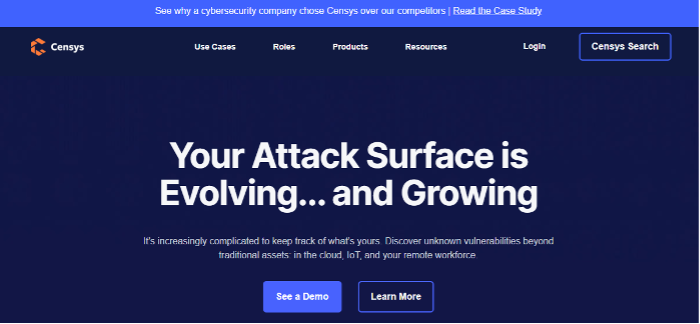 See why a cybersecurity company chose Censys over our competitors | Read the Case Study
Censys Use Cases Roles Products Resources Login Censys Search
Your Attack Surface is
Evolving... and Growing
It's increasingly complicated to keep track of what's yours. Discover unknown vulnerabilities beyond
traditional assets: in the cloud, IoT, and your remote workforce
See a Demo Learn More